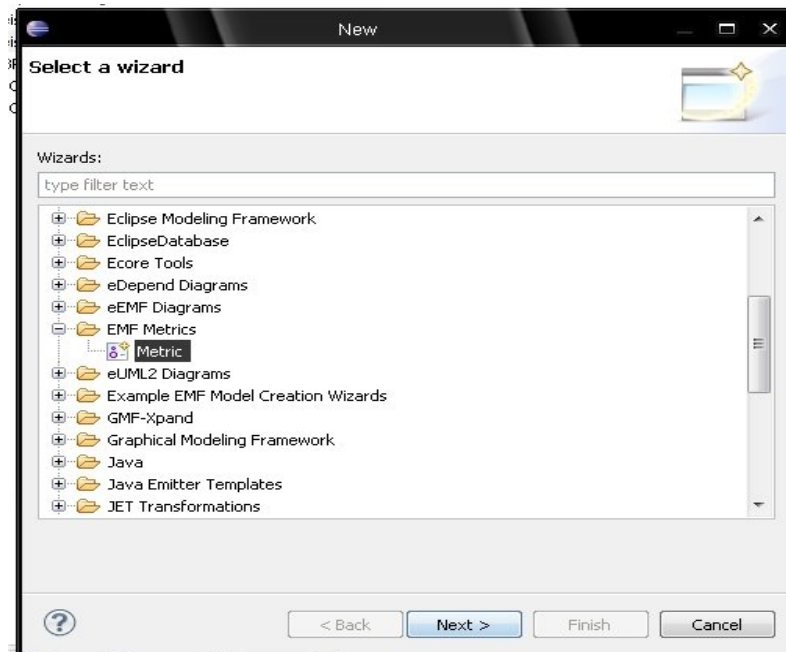 New
Select a wizard
Wizards:
type filter text
Eclipse Modeling Framework
EclipseDatabase
Ecore Tools
eDepend Diagrams
eEMF Diagrams
EMF Metrics
Metric
eUML2 Diagrams
Example EMF Model Creation Wizards
GMF-Xpand
Graphical Modeling Framework
Java
Java Emitter Templates
JET Transformations
? < Back Next > Finish Cancel